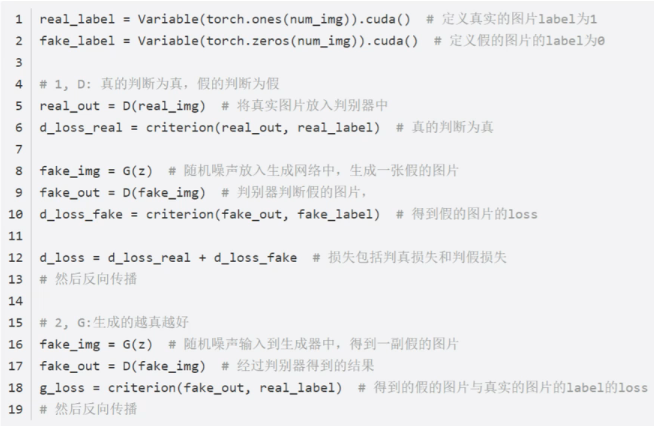 1 real_label = Variable(torch.ones(num_img)).cuda()  # 定义真实的图片label为1
2 fake_label = Variable(torch.zeros(num_img)).cuda()  # 定义假的图片的label为0
3
4 # 1, D: 真的判断为真，假的判断为假
5 real_out = D(real_img)  # 将真实图片放入判别器中
6 d_loss_real = criterion(real_out, real_label)  # 真的判断为真
7
8 fake_img = G(z)  # 随机噪声放入生成网络中，生成一张假的图片
9 fake_out = D(fake_img)  # 判别器判断假的图片，
10 d_loss_fake = criterion(fake_out, fake_label)  # 得到假的图片的loss
11
12 d_loss = d_loss_real + d_loss_fake  # 损失包括判真损失和判假损失
13 # 然后反向传播
14
15 # 2, G:生成的越真越好
16 fake_img = G(z)  # 随机噪声输入到生成器中，得到一副假的图片
17 fake_out = D(fake_img)  # 经过判别器得到的结果
18 g_loss = criterion(fake_out, real_label)  # 得到的假的图片与真实的图片的label的loss
19 # 然后反向传播